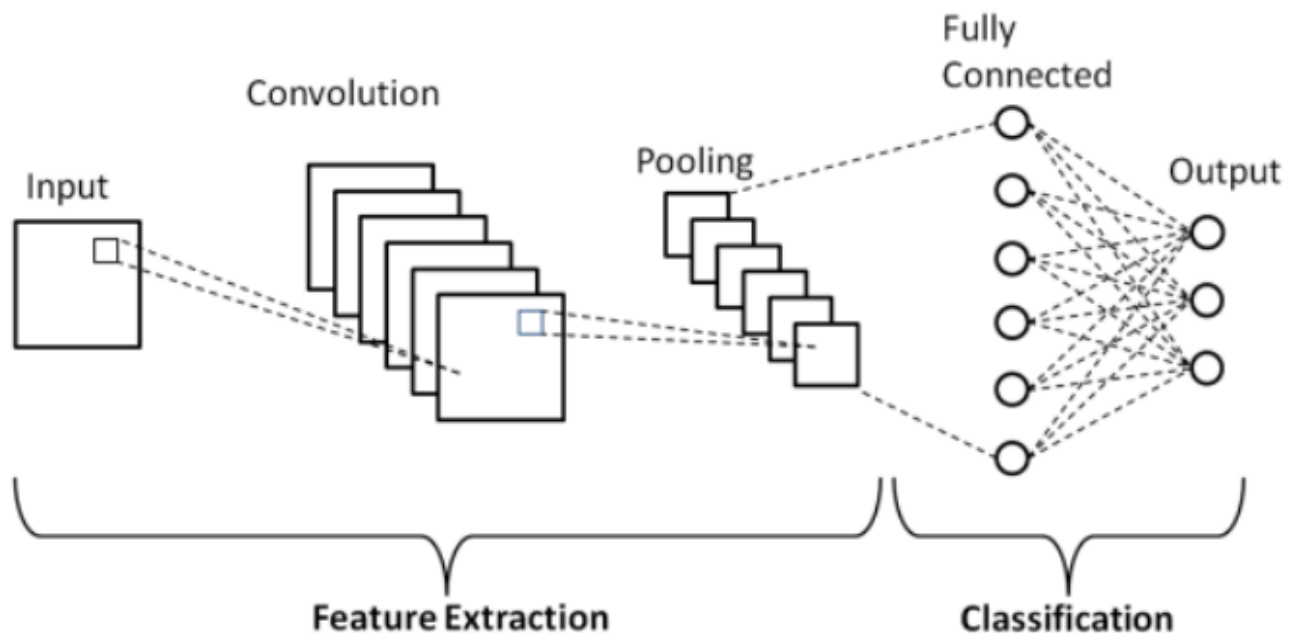 Fully
Connected
Convolution
Pooling
Output
Input
Feature Extraction
Classification